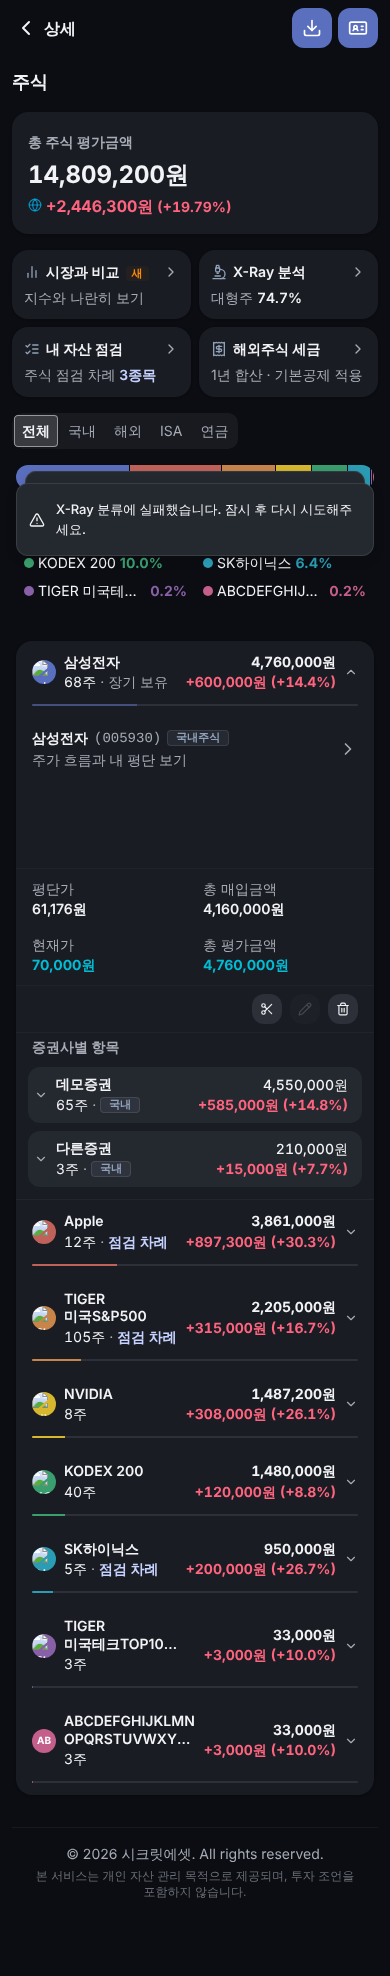 상세
주식
총 주식 평가금액
14,809,200원
+2,446,300원 (+19.79%)
시장과 비교 새
지수와 나란히 보기
X-Ray 분석
대형주 74.7%
내 자산 점검
주식 점검 차례 3종목
해외주식 세금
1년 합산 · 기본공제 적용
전체 국내 해외 ISA 연금
X-Ray 분류에 실패했습니다. 잠시 후 다시 시도해주
세요.
KODEX 200 10.0% SK하이닉스 6.4%
TIGER 미국테... 0.2% ABCDEFGHIJ... 0.2%
삼성전자 4,760,000원
68주 · 장기 보유 +600,000원 (+14.4%)
삼성전자 (005930) 국내주식
주가 흐름과 내 평단 보기
평단가 총 매입금액
61,176원 4,160,000원
현재가 총 평가금액
70,000원 4,760,000원
증권사별 항목
데모증권 4,550,000원
65주 · 국내 +585,000원 (+14.8%)
다른증권 210,000원
3주 · 국내 +15,000원 (+7.7%)
Apple 3,861,000원
12주 · 점검 차례 +897,300원 (+30.3%)
TIGER
미국S&P500
105주 · 점검 차례
2,205,000원
+315,000원 (+16.7%)
NVIDIA 1,487,200원
8주 +308,000원 (+26.1%)
KODEX 200 1,480,000원
40주 +120,000원 (+8.8%)
SK하이닉스 950,000원
5주 · 점검 차례 +200,000원 (+26.7%)
TIGER
미국테크TOP10...
3주
33,000원
+3,000원 (+10.0%)
AB
ABCDEFGHIJKLMN
OPQRSTUVWXY...
3주
33,000원
+3,000원 (+10.0%)
© 2026 시크릿에셋. All rights reserved.
본 서비스는 개인 자산 관리 목적으로 제공되며, 투자 조언을
포함하지 않습니다.